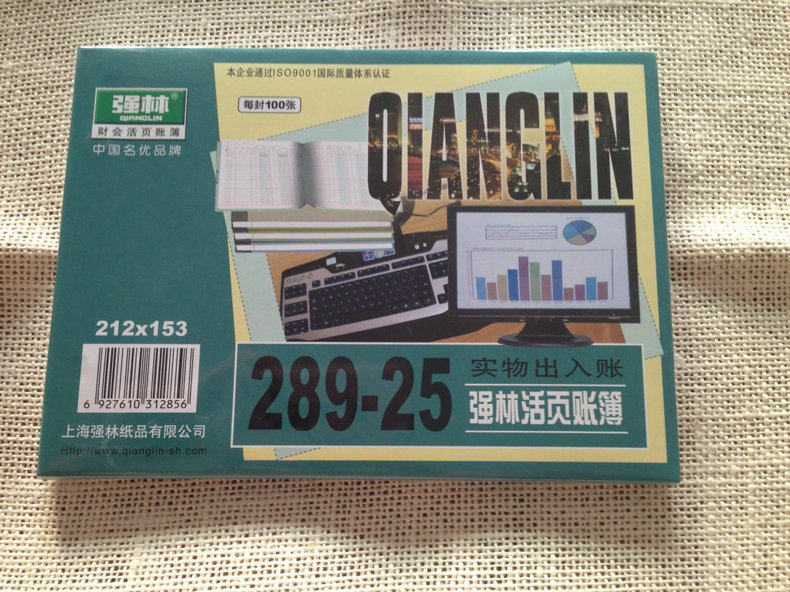 本企业通过ISO9001国际质量体系认证
强林®
QIANGLIN
财会活页账簿
中国名优品牌
每封100张
QIANGLIN
212x153
6 927610 312856
289-25
实物出入账
强林活页账簿
上海强林纸品有限公司
Http://www.qianglin-sh.com